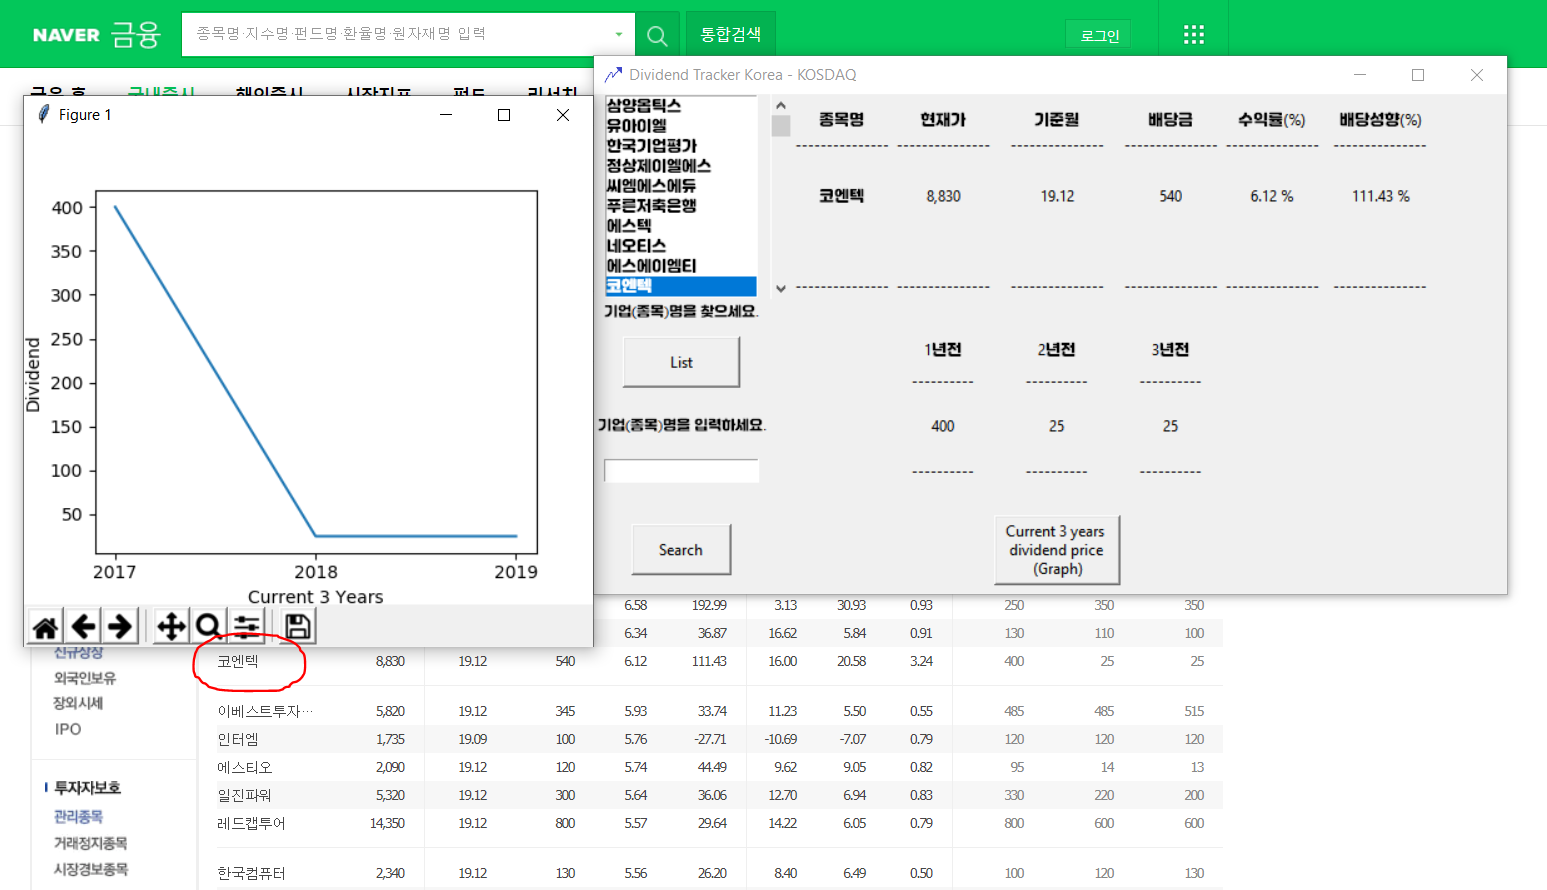 NAVER 금융
종목명·지수명·펀드명·환율명·원자재명 입력
통합검색
로그인
Figure 1
400
350
300
250
200
150
100
50
Dividend
2017 2018 2019
Current 3 Years
Dividend Tracker Korea - KOSDAQ
삼양옵틱스
유아이엘
한국기업평가
정상제이엘에스
씨엠에스에듀
푸른저축은행
에스텍
네오티스
에스에이엠티
코엔텍
기업(종목)명을 찾으세요.
List
기업(종목)명을 입력하세요.
Search
종목명 현재가 기준월 배당금 수익률(%) 배당성향(%)
--------------- --------------- --------------- --------------- --------------- ---------------
코엔텍 8,830 19.12 540 6.12 % 111.43 %
--------------- --------------- --------------- --------------- --------------- ---------------
1년전 2년전 3년전
---------- ---------- ----------
400 25 25
---------- ---------- ----------
Current 3 years
dividend price
(Graph)
6.58 192.99 3.13 30.93 0.93 250 350 350
6.34 36.87 16.62 5.84 0.91 130 110 100
코엔텍 8,830 19.12 540 6.12 111.43 16.00 20.58 3.24 400 25 25
이베스트투자… 5,820 19.12 345 5.93 33.74 11.23 5.50 0.55 485 485 515
인터엠 1,735 19.09 100 5.76 -27.71 -10.69 -7.07 0.79 120 120 120
에스티오 2,090 19.12 120 5.74 44.49 9.62 9.05 0.82 95 14 13
일진파워 5,320 19.12 300 5.64 36.06 12.70 6.94 0.83 330 220 200
레드캡투어 14,350 19.12 800 5.57 29.64 14.22 6.05 0.79 800 600 600
한국컴퓨터 2,340 19.12 130 5.56 26.20 8.40 6.49 0.50 100 120 130
신규상장
외국인보유
장외시세
IPO
투자자보호
관리종목
거래정지종목
시장경보종목